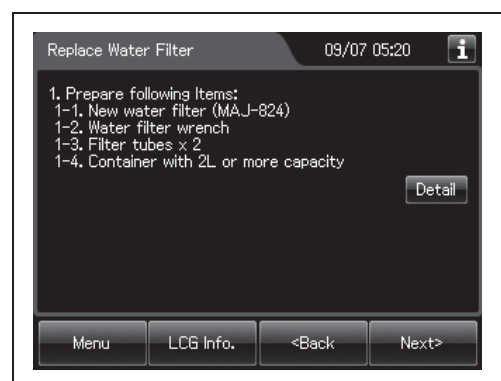 Replace Water Filter 09/07 05:20 i
1. Prepare following Items:
1-1. New water filter (MAJ-824)
1-2. Water filter wrench
1-3. Filter tubes x 2
1-4. Container with 2L or more capacity
Detail
Menu LCG Info. <Back Next>